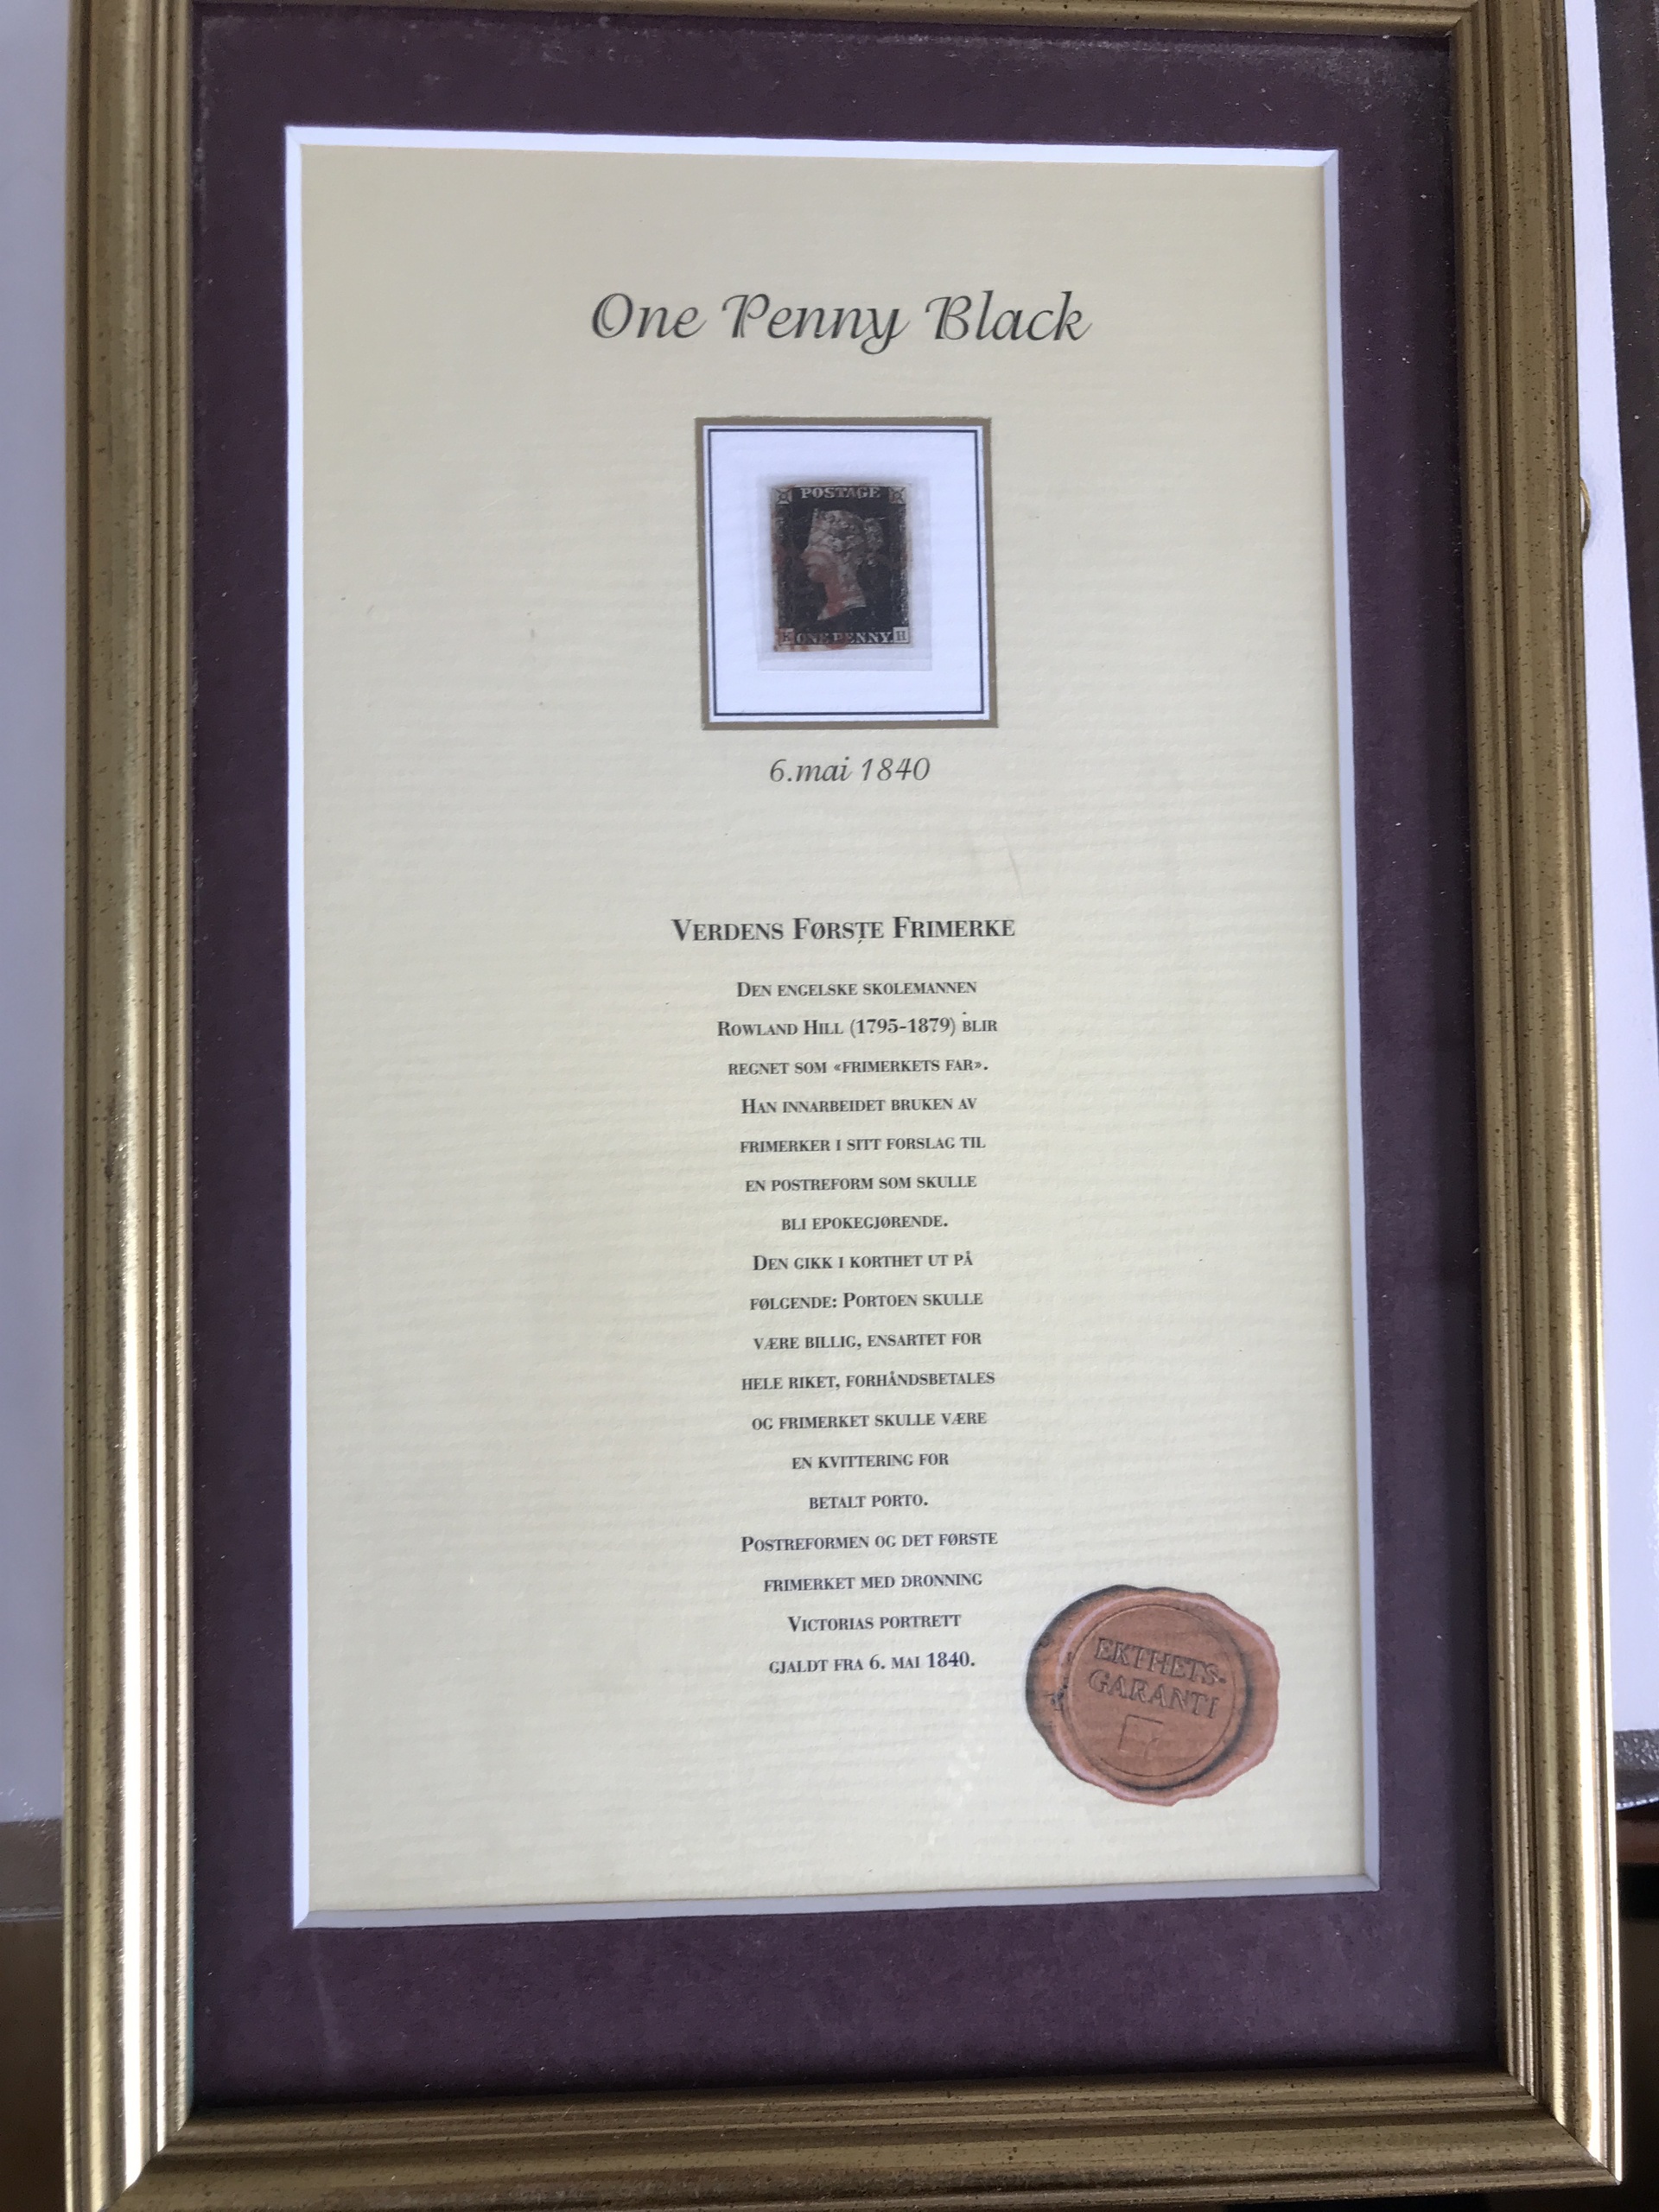 One Penny Black
POSTAGE
K ONE PENNY. H
6.mai 1840
VERDENS FØRSTE FRIMERKE
DEN ENGELSKE SKOLEMANNEN
ROWLAND HILL (1795-1879) BLIR
REGNET SOM «FRIMERKETS FAR».
HAN INNARBEIDET BRUKEN AV
FRIMERKER I SITT FORSLAG TIL
EN POSTREFORM SOM SKULLE
BLI EPOKEGJØRENDE.
DEN GIKK I KORTHET UT PÅ
FØLGENDE: PORTOEN SKULLE
VÆRE BILLIG, ENSARTET FOR
HELE RIKET, FORHÅNDSBETALES
OG FRIMERKET SKULLE VÆRE
EN KVITTERING FOR
BETALT PORTO.
POSTREFORMEN OG DET FØRSTE
FRIMERKET MED DRONNING
VICTORIAS PORTRETT
GJALDT FRA 6. MAI 1840.
EKTHETS-
GARANTI